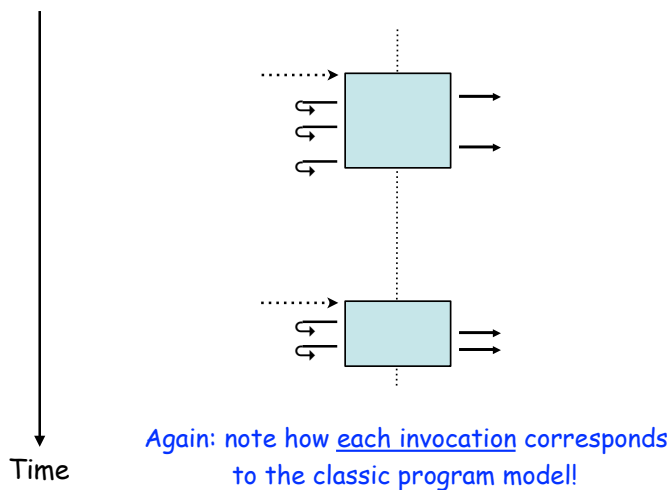 Again: note how each invocation corresponds
to the classic program model!
Time